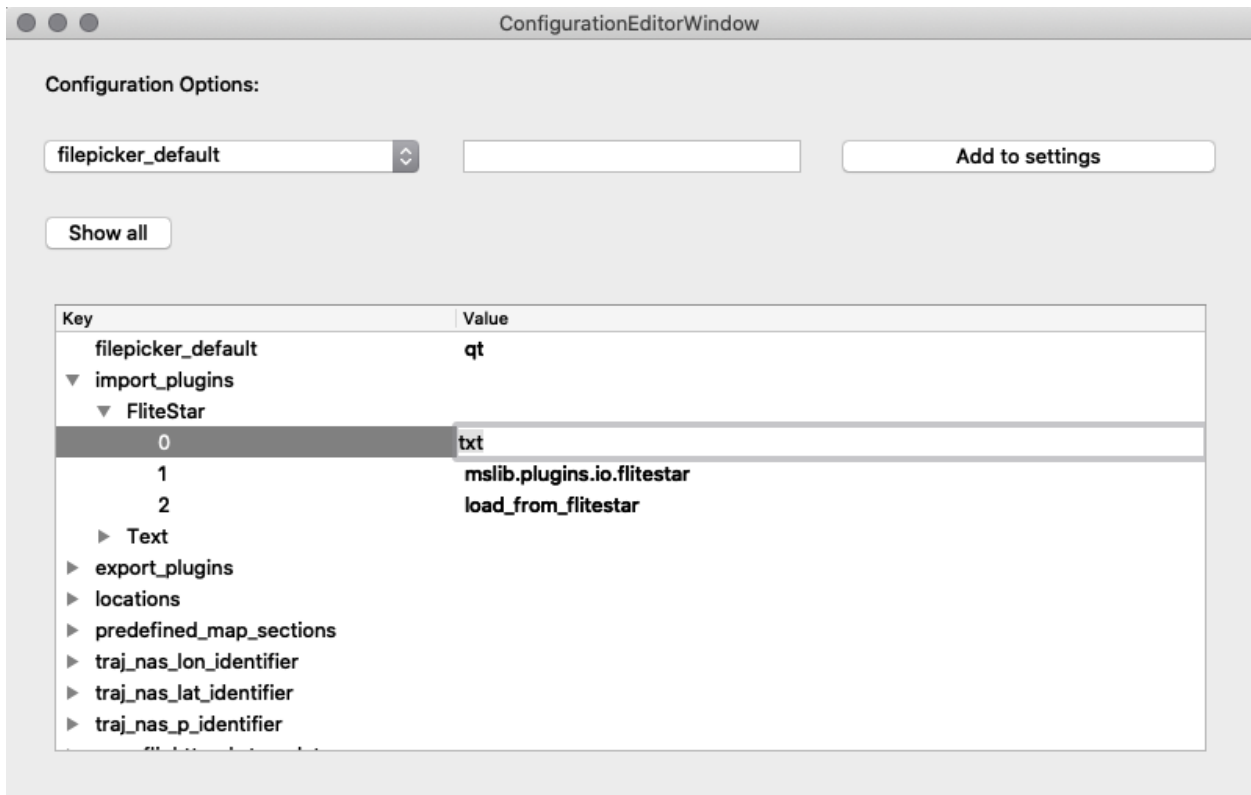 ConfigurationEditorWindow
Configuration Options:
filepicker_default Add to settings
Show all
Key Value
filepicker_default qt
import_plugins
FliteStar
0 txt
1 mslib.plugins.io.flitestar
2 load_from_flitestar
Text
export_plugins
locations
predefined_map_sections
traj_nas_lon_identifier
traj_nas_lat_identifier
traj_nas_p_identifier